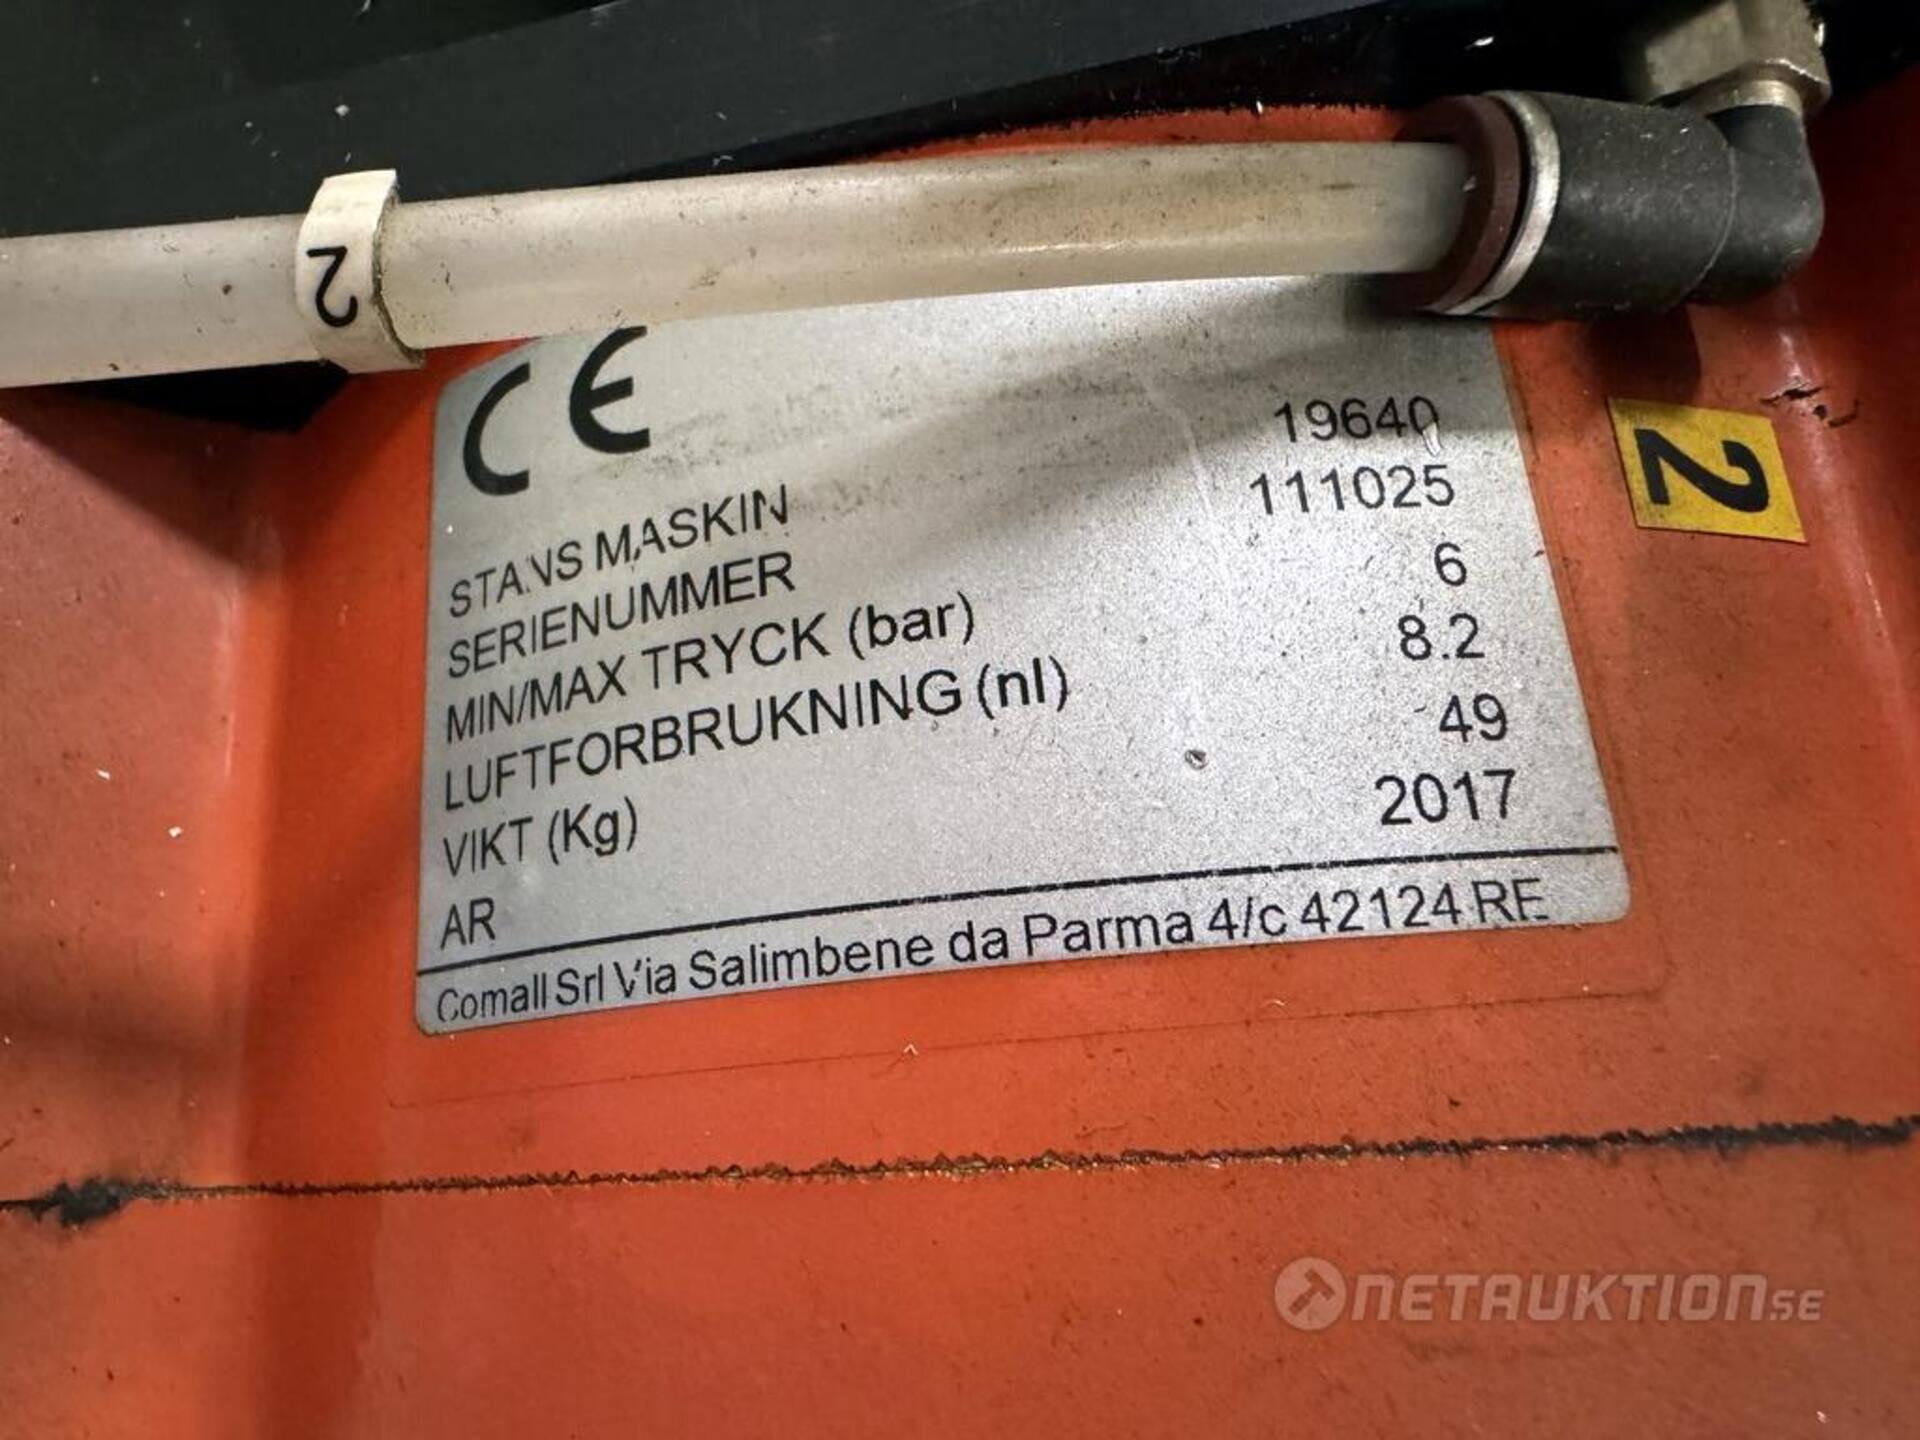 2
CE
STANS MASKIN 19640
SERIENUMMER 111025
MIN/MAX TRYCK (bar) 6
LUFTFORBRUKNING (nl) 8.2
VIKT (Kg) 49
AR 2017
Comall Srl Via Salimbene da Parma 4/c 42124 RE
2
NETAUKTION.SE